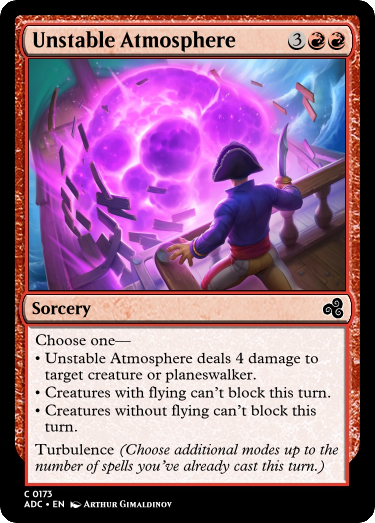 Unstable Atmosphere 3
Sorcery
Choose one—
• Unstable Atmosphere deals 4 damage to
target creature or planeswalker.
• Creatures with flying can't block this turn.
• Creatures without flying can't block this
turn.
Turbulence (Choose additional modes up to the
number of spells you've already cast this turn.)
C 0173
ADC • EN Arthur Gimaldinov